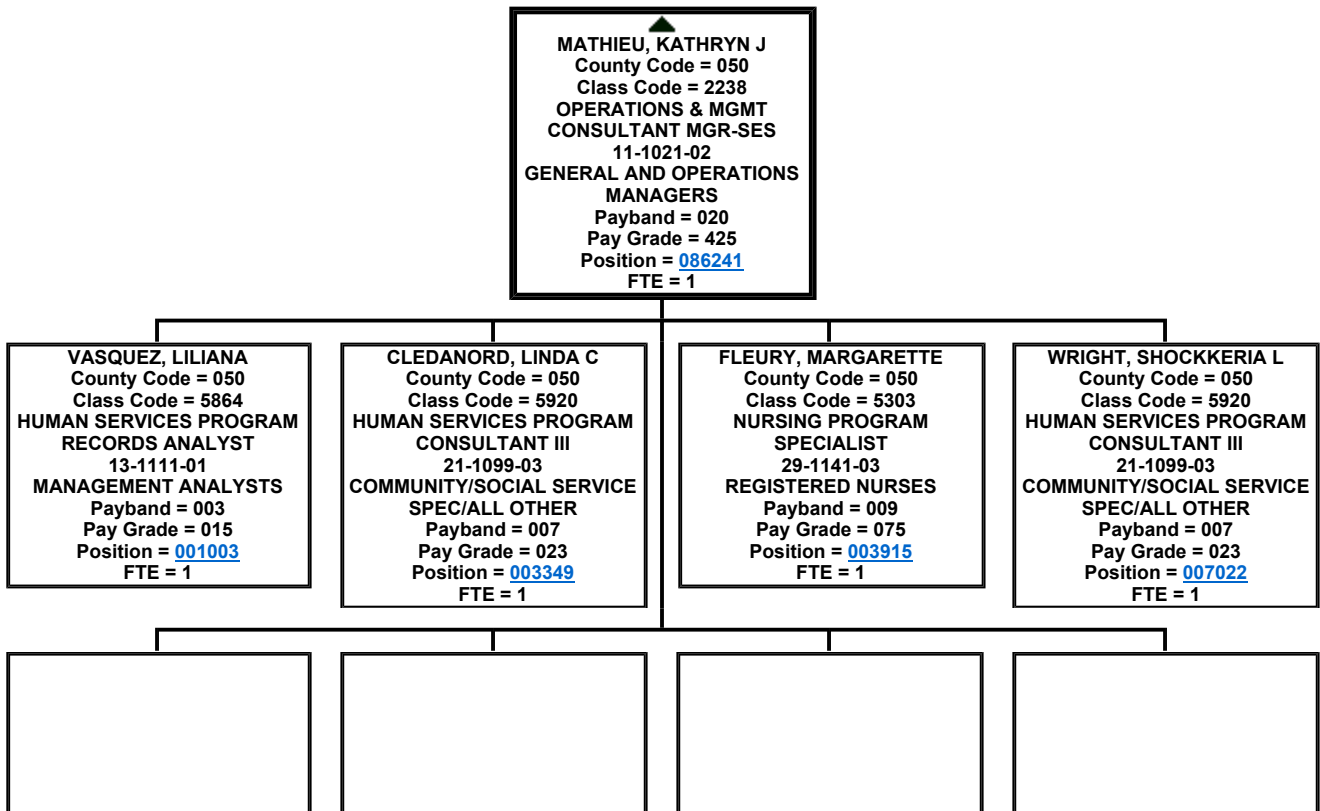 MATHIEU, KATHRYN J
County Code = 050
Class Code = 2238
OPERATIONS & MGMT
CONSULTANT MGR-SES
11-1021-02
GENERAL AND OPERATIONS
MANAGERS
Payband = 020
Pay Grade = 425
Position = 086241
FTE = 1
VASQUEZ, LILIANA
County Code = 050
Class Code = 5864
HUMAN SERVICES PROGRAM
RECORDS ANALYST
13-1111-01
MANAGEMENT ANALYSTS
Payband = 003
Pay Grade = 015
Position = 001003
FTE = 1
CLEDANORD, LINDA C
County Code = 050
Class Code = 5920
HUMAN SERVICES PROGRAM
CONSULTANT III
21-1099-03
COMMUNITY/SOCIAL SERVICE
SPEC/ALL OTHER
Payband = 007
Pay Grade = 023
Position = 003349
FTE = 1
FLEURY, MARGARETTE
County Code = 050
Class Code = 5303
NURSING PROGRAM
SPECIALIST
29-1141-03
REGISTERED NURSES
Payband = 009
Pay Grade = 075
Position = 003915
FTE = 1
WRIGHT, SHOCKKERIA L
County Code = 050
Class Code = 5920
HUMAN SERVICES PROGRAM
CONSULTANT III
21-1099-03
COMMUNITY/SOCIAL SERVICE
SPEC/ALL OTHER
Payband = 007
Pay Grade = 023
Position = 007022
FTE = 1